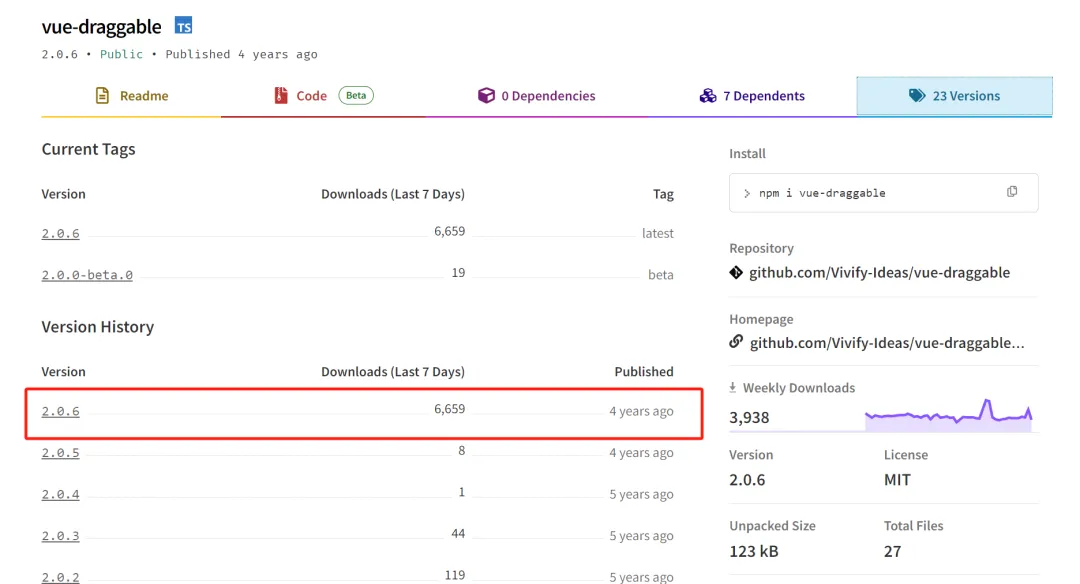 vue-draggable TS
2.0.6 • Public • Published 4 years ago
Readme
Code Beta
0 Dependencies
7 Dependents
23 Versions
Current Tags
Version Downloads (Last 7 Days) Tag
2.0.6 6,659 latest
2.0.0-beta.0 19 beta
Version History
Version Downloads (Last 7 Days) Published
2.0.6 6,659 4 years ago
2.0.5 8 4 years ago
2.0.4 1 5 years ago
2.0.3 44 5 years ago
2.0.2 119 5 years ago
Install
> npm i vue-draggable
Repository
github.com/Vivify-Ideas/vue-draggable
Homepage
github.com/Vivify-Ideas/vue-draggable...
Weekly Downloads
3,938
Version License
2.0.6 MIT
Unpacked Size Total Files
123 kB 27